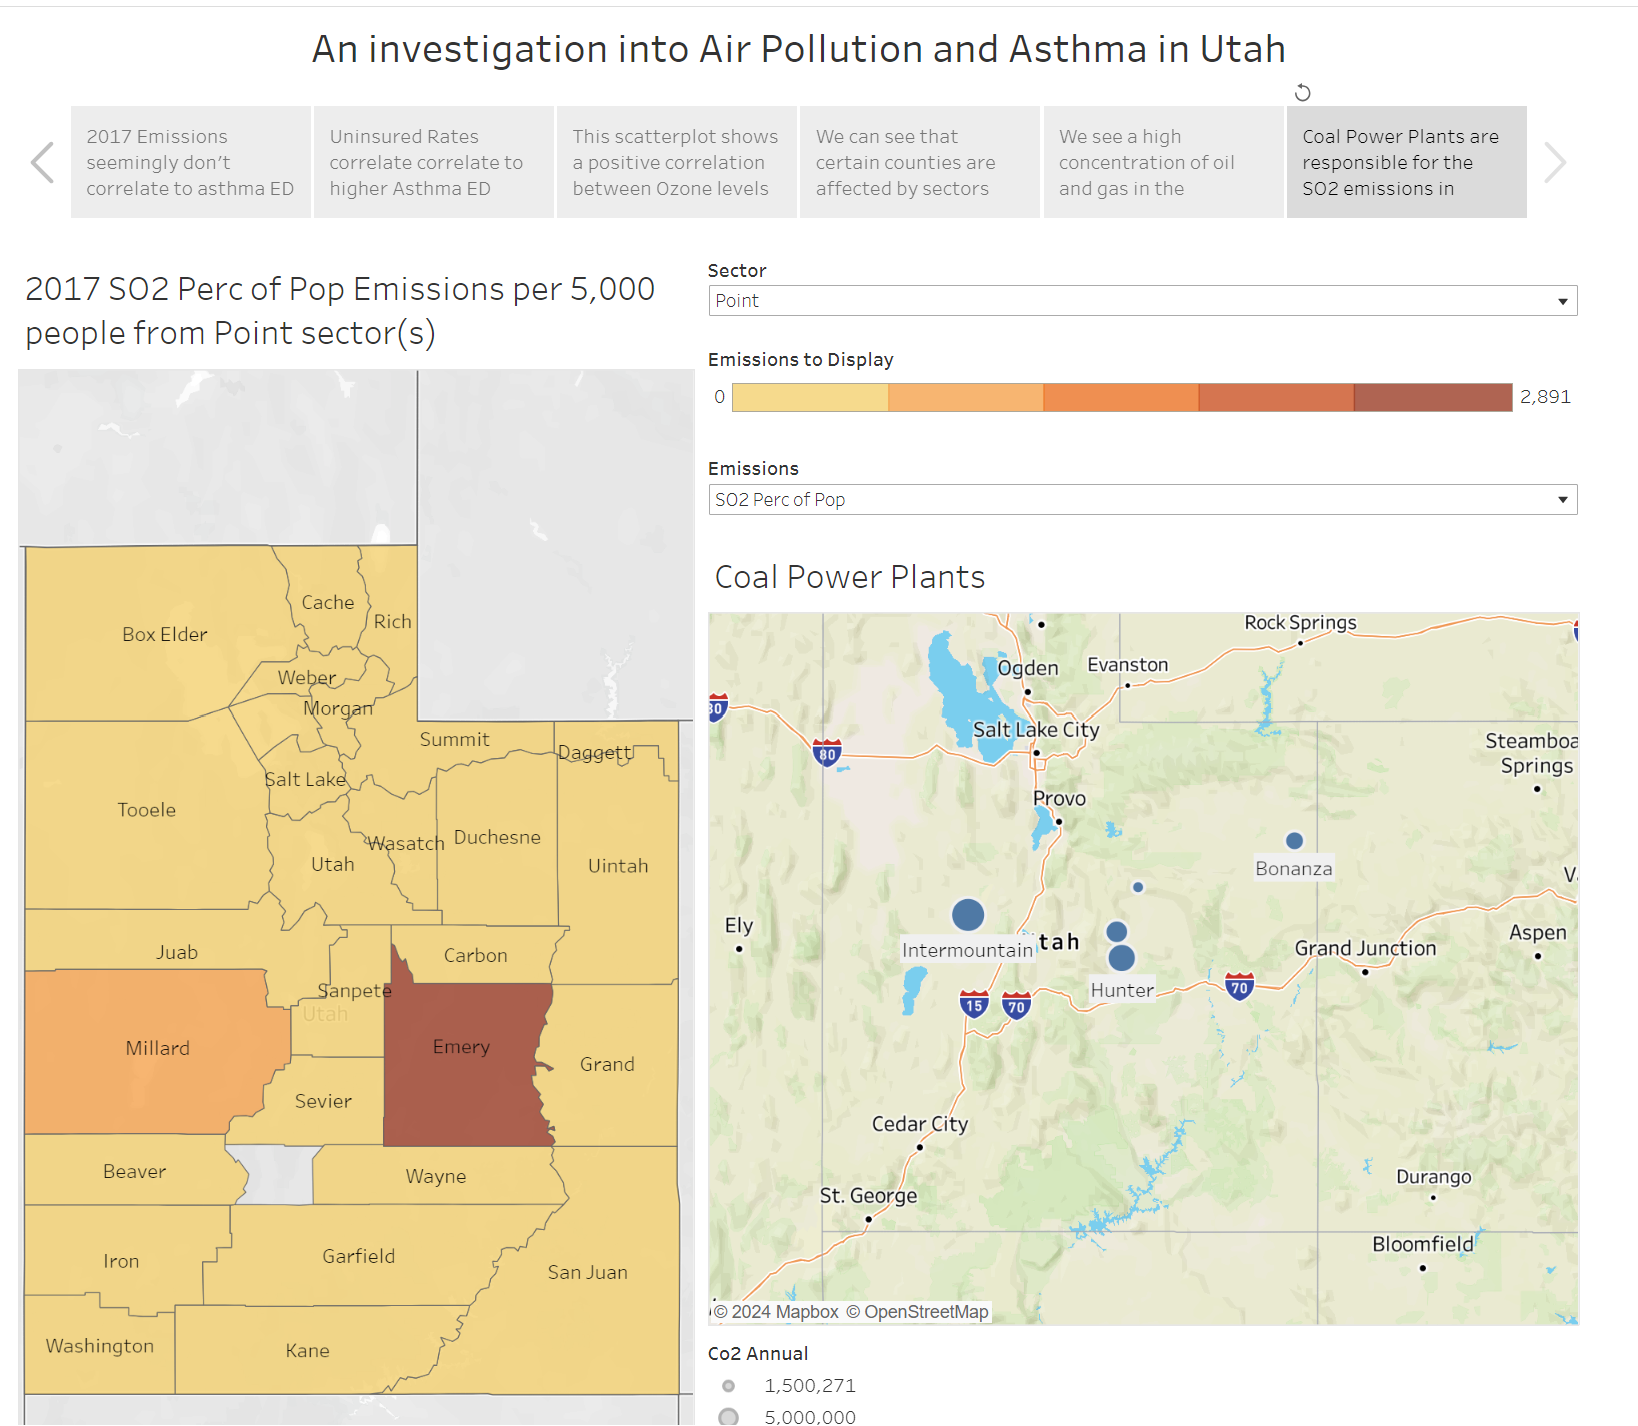 An investigation into Air Pollution and Asthma in Utah
2017 Emissions
seemingly don't
correlate to asthma ED
Uninsured Rates
correlate correlate to
higher Asthma ED
This scatterplot shows
a positive correlation
between Ozone levels
We can see that
certain counties are
affected by sectors
We see a high
concentration of oil
and gas in the
Coal Power Plants are
responsible for the
SO2 emissions in
2017 SO2 Perc of Pop Emissions per 5,000
people from Point sector(s)
Cache
Rich
Box Elder
Weber
Morgan
Summit
Daggett
Salt Lake
Tooele
Wasatch
Duchesne
Utah
Uintah
Juab
Carbon
Sanpete
Utah
Millard
Emery
Grand
Sevier
Beaver
Wayne
Iron
Garfield
San Juan
Washington
Kane
Sector
Point
Emissions to Display
0
2,891
Emissions
SO2 Perc of Pop
Coal Power Plants
Rock Springs
Ogden
Evanston
80
Salt Lake City
80
Steamboa
Springs
Provo
Bonanza
V
Ely
Intermountain
tah
Grand Junction
Aspen
Hunter
15
70
70
Cedar City
St. George
Durango
Bloomfield
© 2024 Mapbox © OpenStreetMap
Co2 Annual
1,500,271
5,000,000